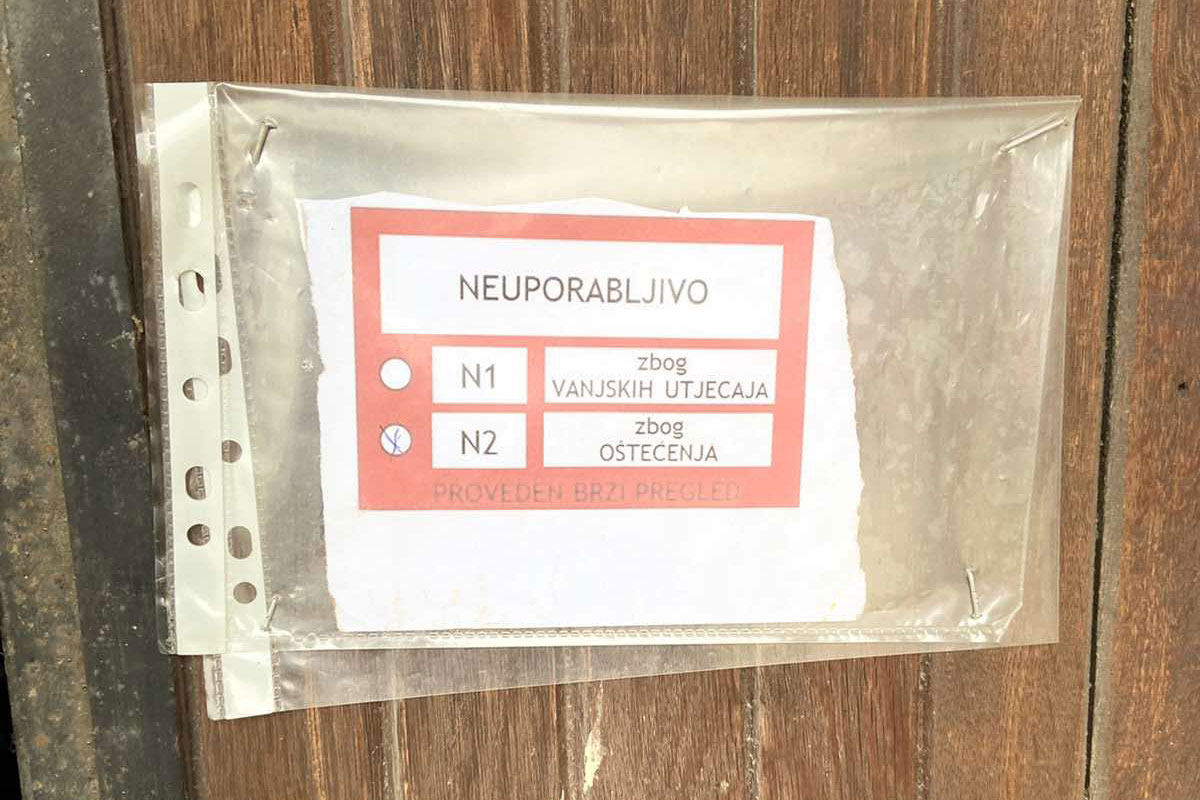 NEUPORABLJIVO
N1
zbog
VANJSKIH UTJECAJA
N2
zbog
OŠTEĆENJA
PROVEDEN BRZI PREGLED